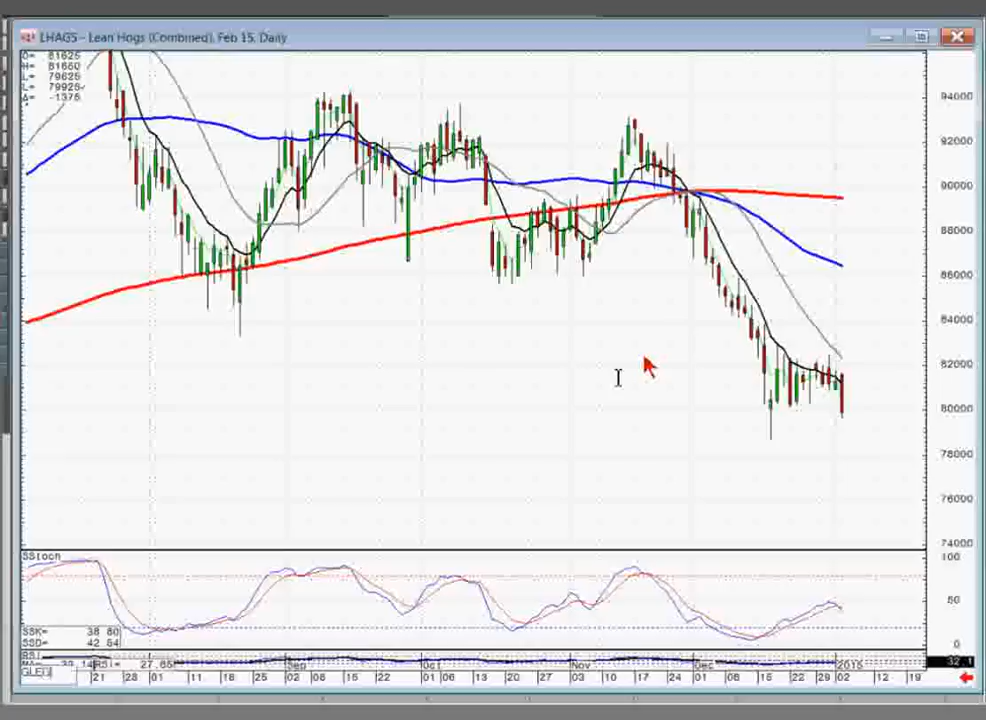 LHAG5 - Lean Hogs (Combined), Feb 15, Daily
O= 81625
H= 81650
L= 79625
L= 79925
Δ= -1375
94000
92000
90000
88000
86000
84000
82000
80000
78000
76000
74000
SStoch
100
50
0
SSK= 38 80
SSD= 42 54
RSI
Sep Oct Nov Dec 2015
GLE()
21 28 01 11 18 25 02 08 15 22 01 06 13 20 27 03 10 17 24 01 08 15 22 29 02 12 19